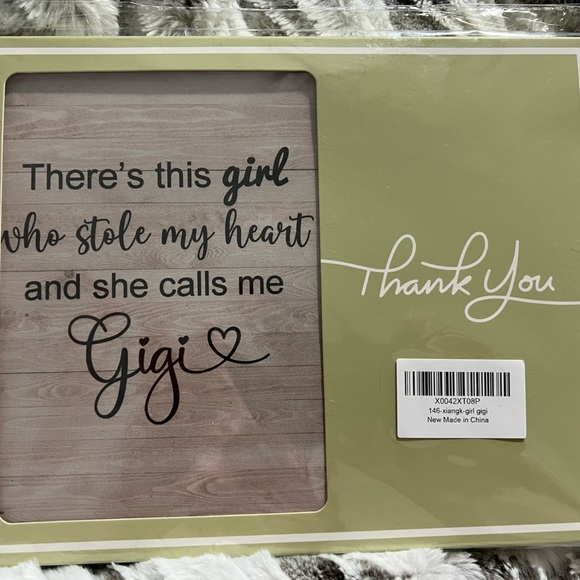 There's this girl
who stole my heart
and she calls me
Gigi
Thank You
X0042XT08P
146-xiangk-girl gigi
New Made in China